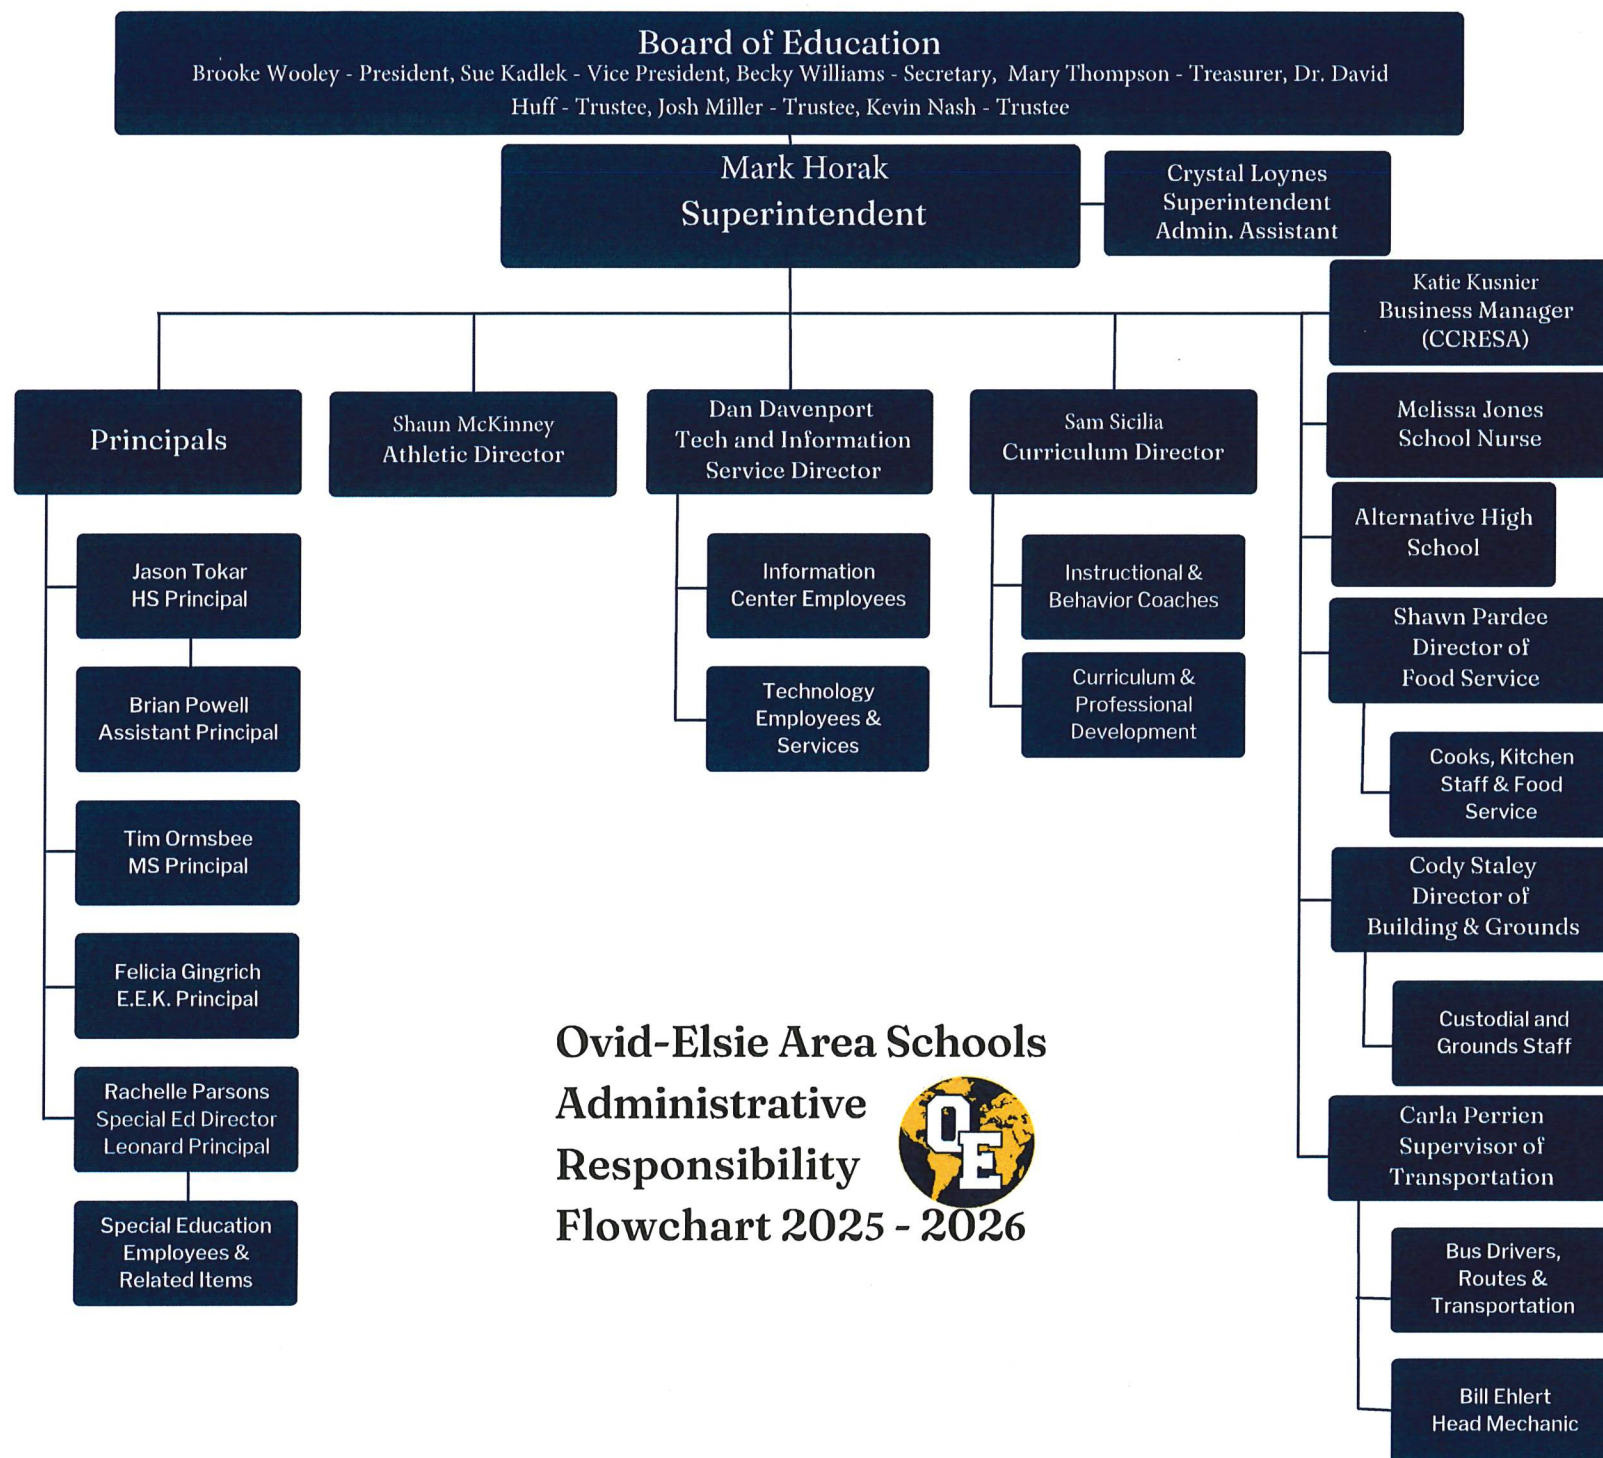 Board of Education
Brooke Wooley - President, Sue Kadlek - Vice President, Becky Williams - Secretary, Mary Thompson - Treasurer, Dr. David
Huff - Trustee, Josh Miller - Trustee, Kevin Nash - Trustee
Mark Horak
Superintendent
Crystal Loynes
Superintendent
Admin. Assistant
Katie Kusnier
Business Manager
(CCRESA)
Principals
Shaun McKinney
Athletic Director
Dan Davenport
Tech and Information
Service Director
Sam Sicilia
Curriculum Director
Melissa Jones
School Nurse
Jason Tokar
HS Principal
Brian Powell
Assistant Principal
Tim Ormsbee
MS Principal
Felicia Gingrich
E.E.K. Principal
Rachelle Parsons
Special Ed Director
Leonard Principal
Special Education
Employees &
Related Items
Information
Center Employees
Technology
Employees &
Services
Instructional &
Behavior Coaches
Curriculum &
Professional
Development
Alternative High
School
Shawn Pardee
Director of
Food Service
Cooks, Kitchen
Staff & Food
Service
Cody Staley
Director of
Building & Grounds
Custodial and
Grounds Staff
Carla Perrien
Supervisor of
Transportation
Bus Drivers,
Routes &
Transportation
Bill Ehlert
Head Mechanic
Ovid-Elsie Area Schools
Administrative
Responsibility
Flowchart 2025 - 2026
OE